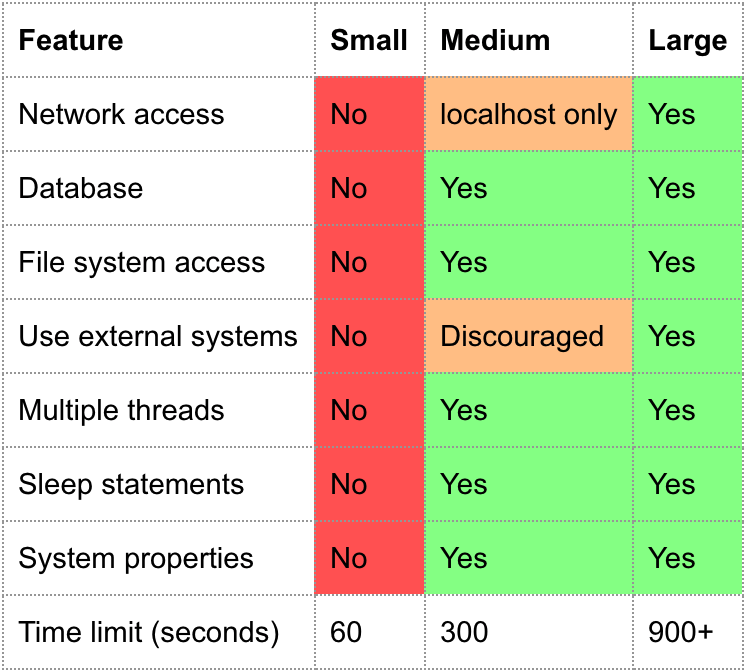 Feature Small Medium Large
Network access No localhost only Yes
Database No Yes Yes
File system access No Yes Yes
Use external systems No Discouraged Yes
Multiple threads No Yes Yes
Sleep statements No Yes Yes
System properties No Yes Yes
Time limit (seconds) 60 300 900+